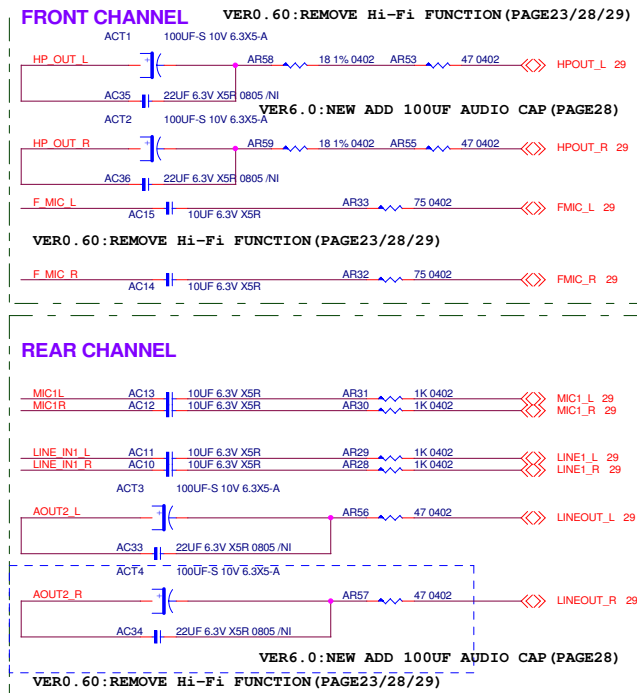 FRONT CHANNEL VER0.60:REMOVE Hi-Fi FUNCTION(PAGE23/28/29)
ACT1 100UF-S 10V 6.3X5-A
HP_OUT_L AR58 18 1% 0402 AR53 47 0402 HPOUT_L 29
+
AC35 22UF 6.3V X5R 0805 /NI
VER6.0:NEW ADD 100UF AUDIO CAP(PAGE28)
ACT2 100UF-S 10V 6.3X5-A
HP_OUT_R AR59 18 1% 0402 AR55 47 0402 HPOUT_R 29
+
AC36 22UF 6.3V X5R 0805 /NI
F_MIC_L AC15 10UF 6.3V X5R AR33 75 0402 FMIC_L 29
VER0.60:REMOVE Hi-Fi FUNCTION(PAGE23/28/29)
F_MIC_R AC14 10UF 6.3V X5R AR32 75 0402 FMIC_R 29
REAR CHANNEL
MIC1L AC13 10UF 6.3V X5R AR31 1K 0402 MIC1_L 29
MIC1R AC12 10UF 6.3V X5R AR30 1K 0402 MIC1_R 29
LINE_IN1_L AC11 10UF 6.3V X5R AR29 1K 0402 LINE1_L 29
LINE_IN1_R AC10 10UF 6.3V X5R AR28 1K 0402 LINE1_R 29
ACT3 100UF-S 10V 6.3X5-A
AOUT2_L AR56 47 0402 LINEOUT_L 29
+
AC33 22UF 6.3V X5R 0805 /NI
ACT4 100UF-S 10V 6.3X5-A
AOUT2_R AR57 47 0402 LINEOUT_R 29
+
AC34 22UF 6.3V X5R 0805 /NI
VER6.0:NEW ADD 100UF AUDIO CAP(PAGE28)
VER0.60:REMOVE Hi-Fi FUNCTION(PAGE23/28/29)